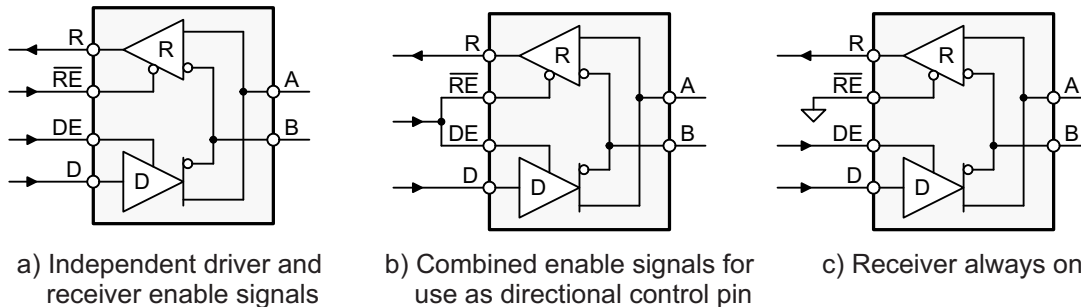 R
R
RE
A
DE
B
D
D
a) Independent driver and
receiver enable signals
R
R
RE
A
DE
B
D
D
b) Combined enable signals for
use as directional control pin
R
R
RE
A
DE
B
D
D
c) Receiver always on